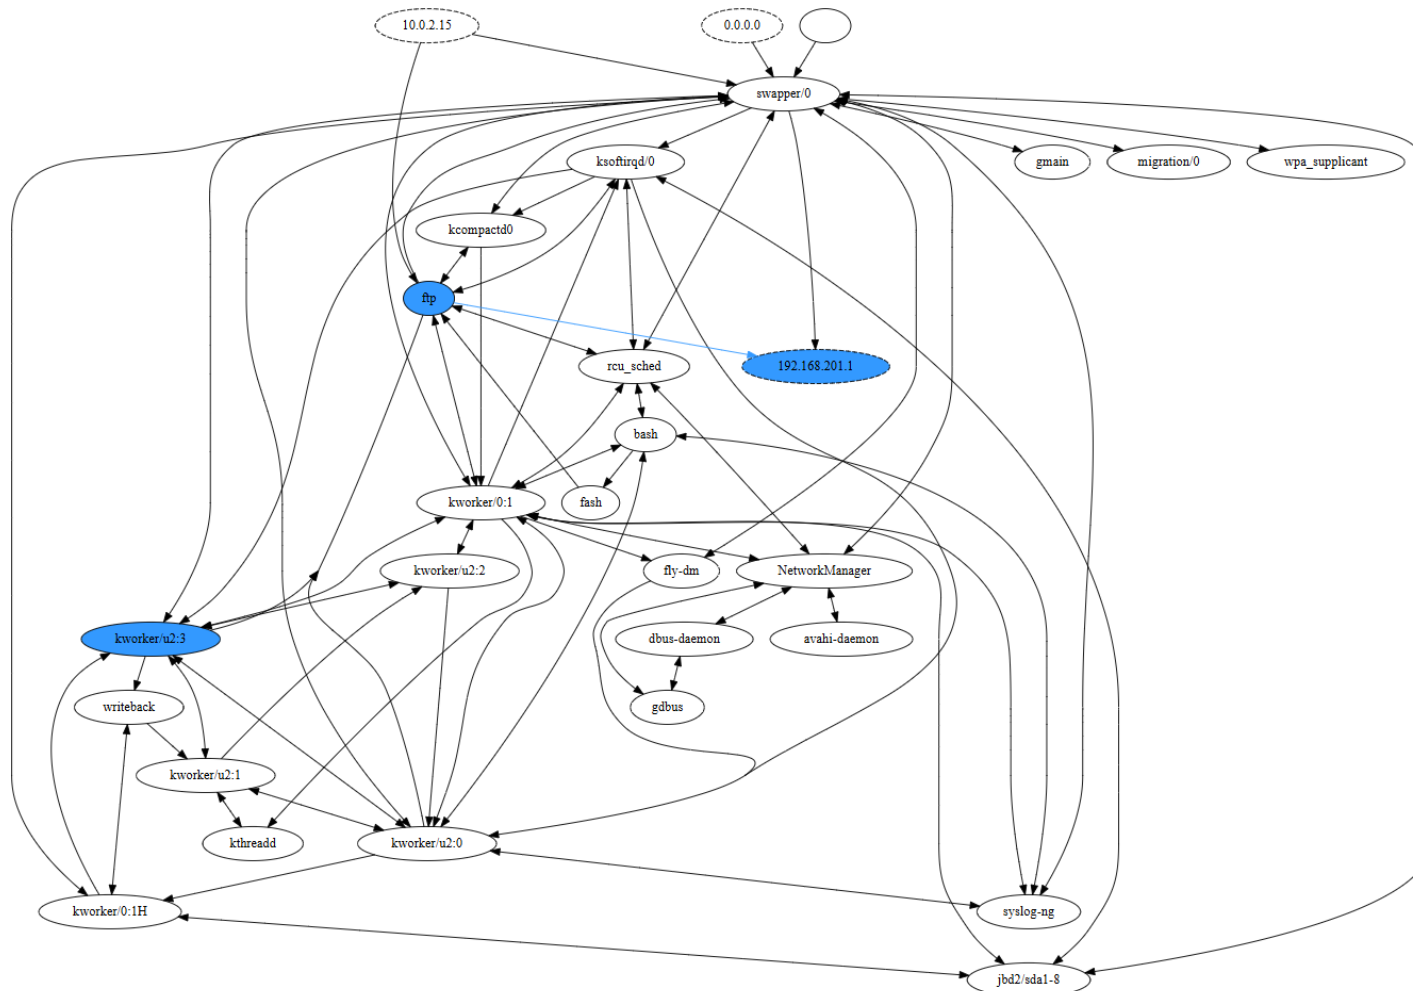 10.0.2.15
0.0.0.0
swapper/0
ksoftirqd/0
gmain
migration/0
wpa_supplicant
kcompactd0
ftp
rcu_sched
192.168.201.1
bash
kworker/0:1
fash
kworker/u2:2
fly-dm
NetworkManager
kworker/u2:3
dbus-daemon
avahi-daemon
writeback
gdbus
kworker/u2:1
kthreadd
kworker/u2:0
kworker/0:1H
syslog-ng
jbd2/sda1-8